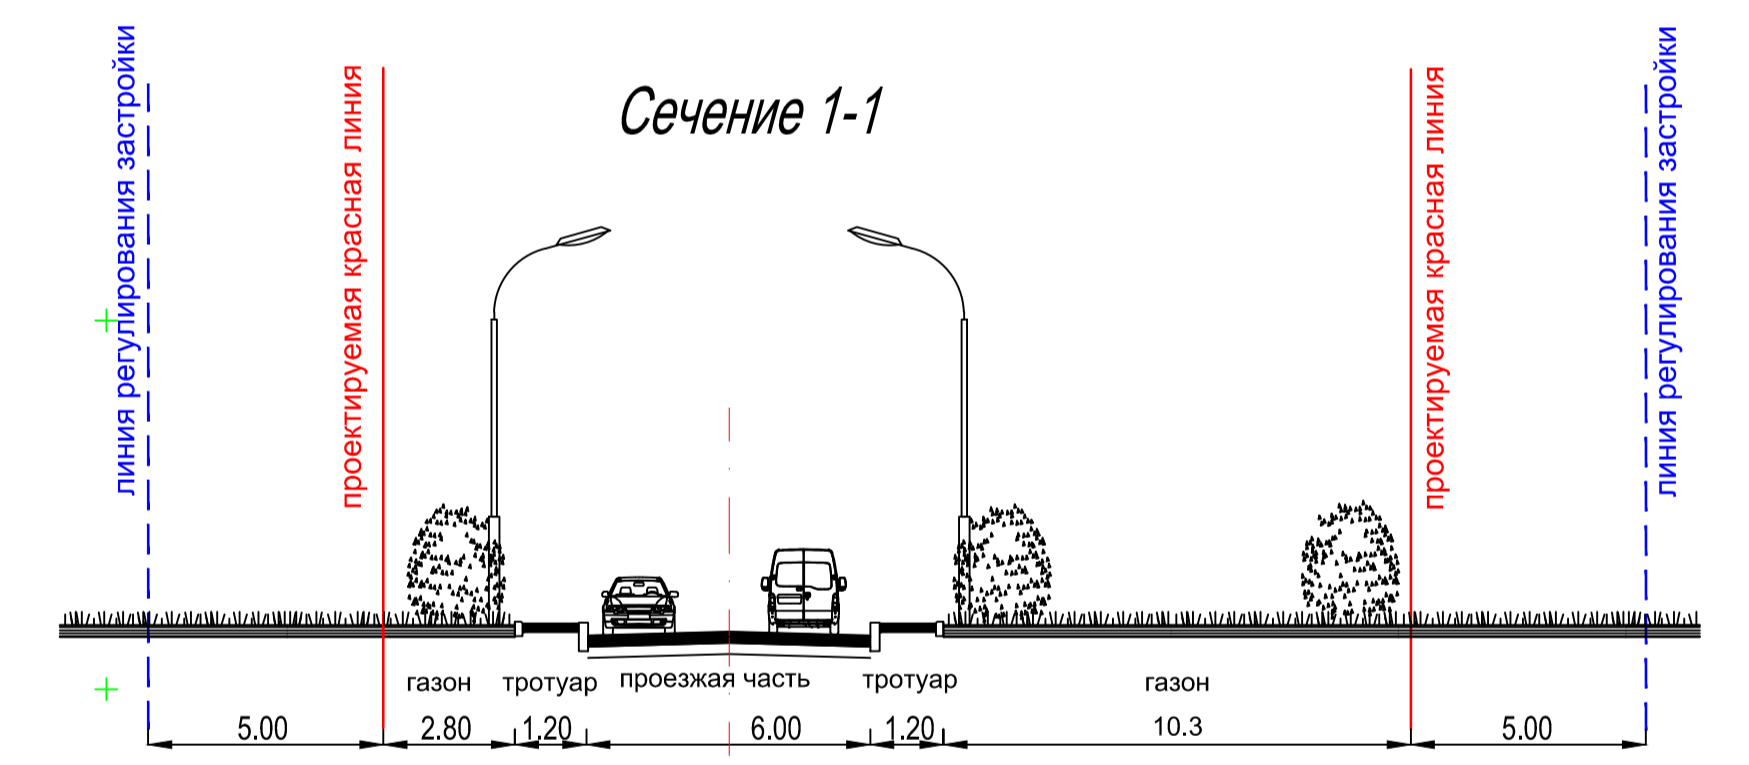 Сечение 1-1
линия регулирования застройки
проектируемая красная линия
проектируемая красная линия
линия регулирования застройки
газон тротуар проезжая часть тротуар газон
5.00 2.80 1.20 6.00 1.20 10.3 5.00